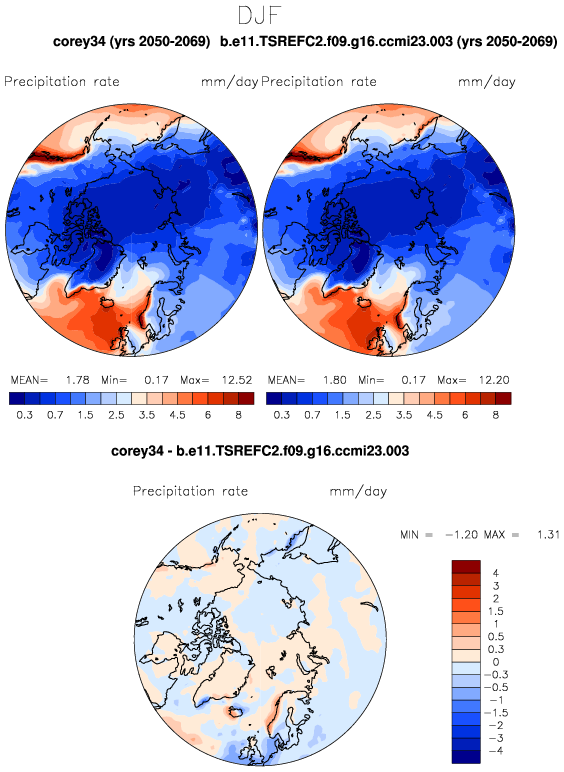 DJF
corey34 (yrs 2050-2069) b.e11.TSREFC2.f09.g16.ccmi23.003 (yrs 2050-2069)
Precipitation rate mm/day Precipitation rate mm/day
MEAN= 1.78 Min= 0.17 Max= 12.52 MEAN= 1.80 Min= 0.17 Max= 12.20
0.3 0.7 1.5 2.5 3.5 4.5 6 8 0.3 0.7 1.5 2.5 3.5 4.5 6 8
corey34 - b.e11.TSREFC2.f09.g16.ccmi23.003
Precipitation rate mm/day
MIN = -1.20 MAX = 1.31
4
3
2
1.5
1
0.5
0.3
0
-0.3
-0.5
-1
-1.5
-2
-3
-4